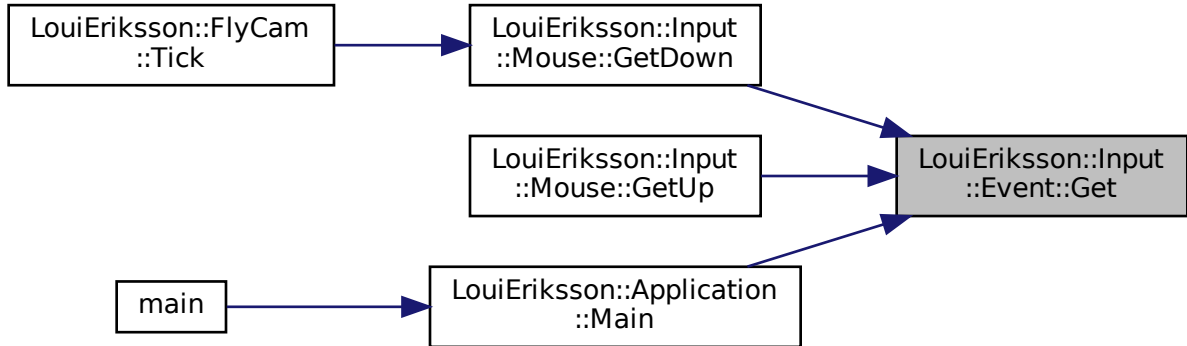 LouiEriksson::FlyCam
::Tick
LouiEriksson::Input
::Mouse::GetDown
LouiEriksson::Input
::Mouse::GetUp
LouiEriksson::Input
::Event::Get
main
LouiEriksson::Application
::Main